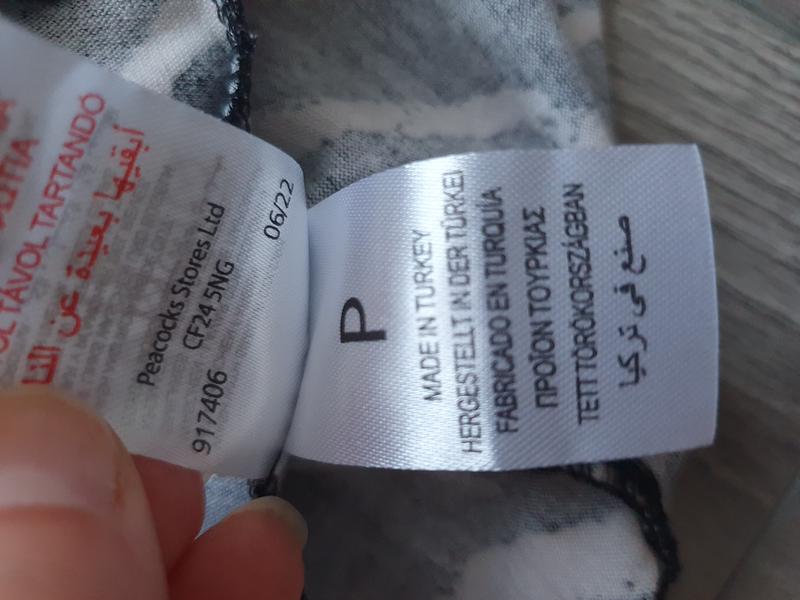 TÁVOL TARTANDÓ
أبقيها بعيدة عن
Peacocks Stores Ltd
CF24 5NG
917406 06/22
P
MADE IN TURKEY
HERGESTELLT IN DER TÜRKEI
FABRICADO EN TURQUÍA
ΠΡΟΪΟΝ ΤΟΥΡΚΙΑΣ
TETT TÖRÖKORSZÁGBAN
صنع في تركيا